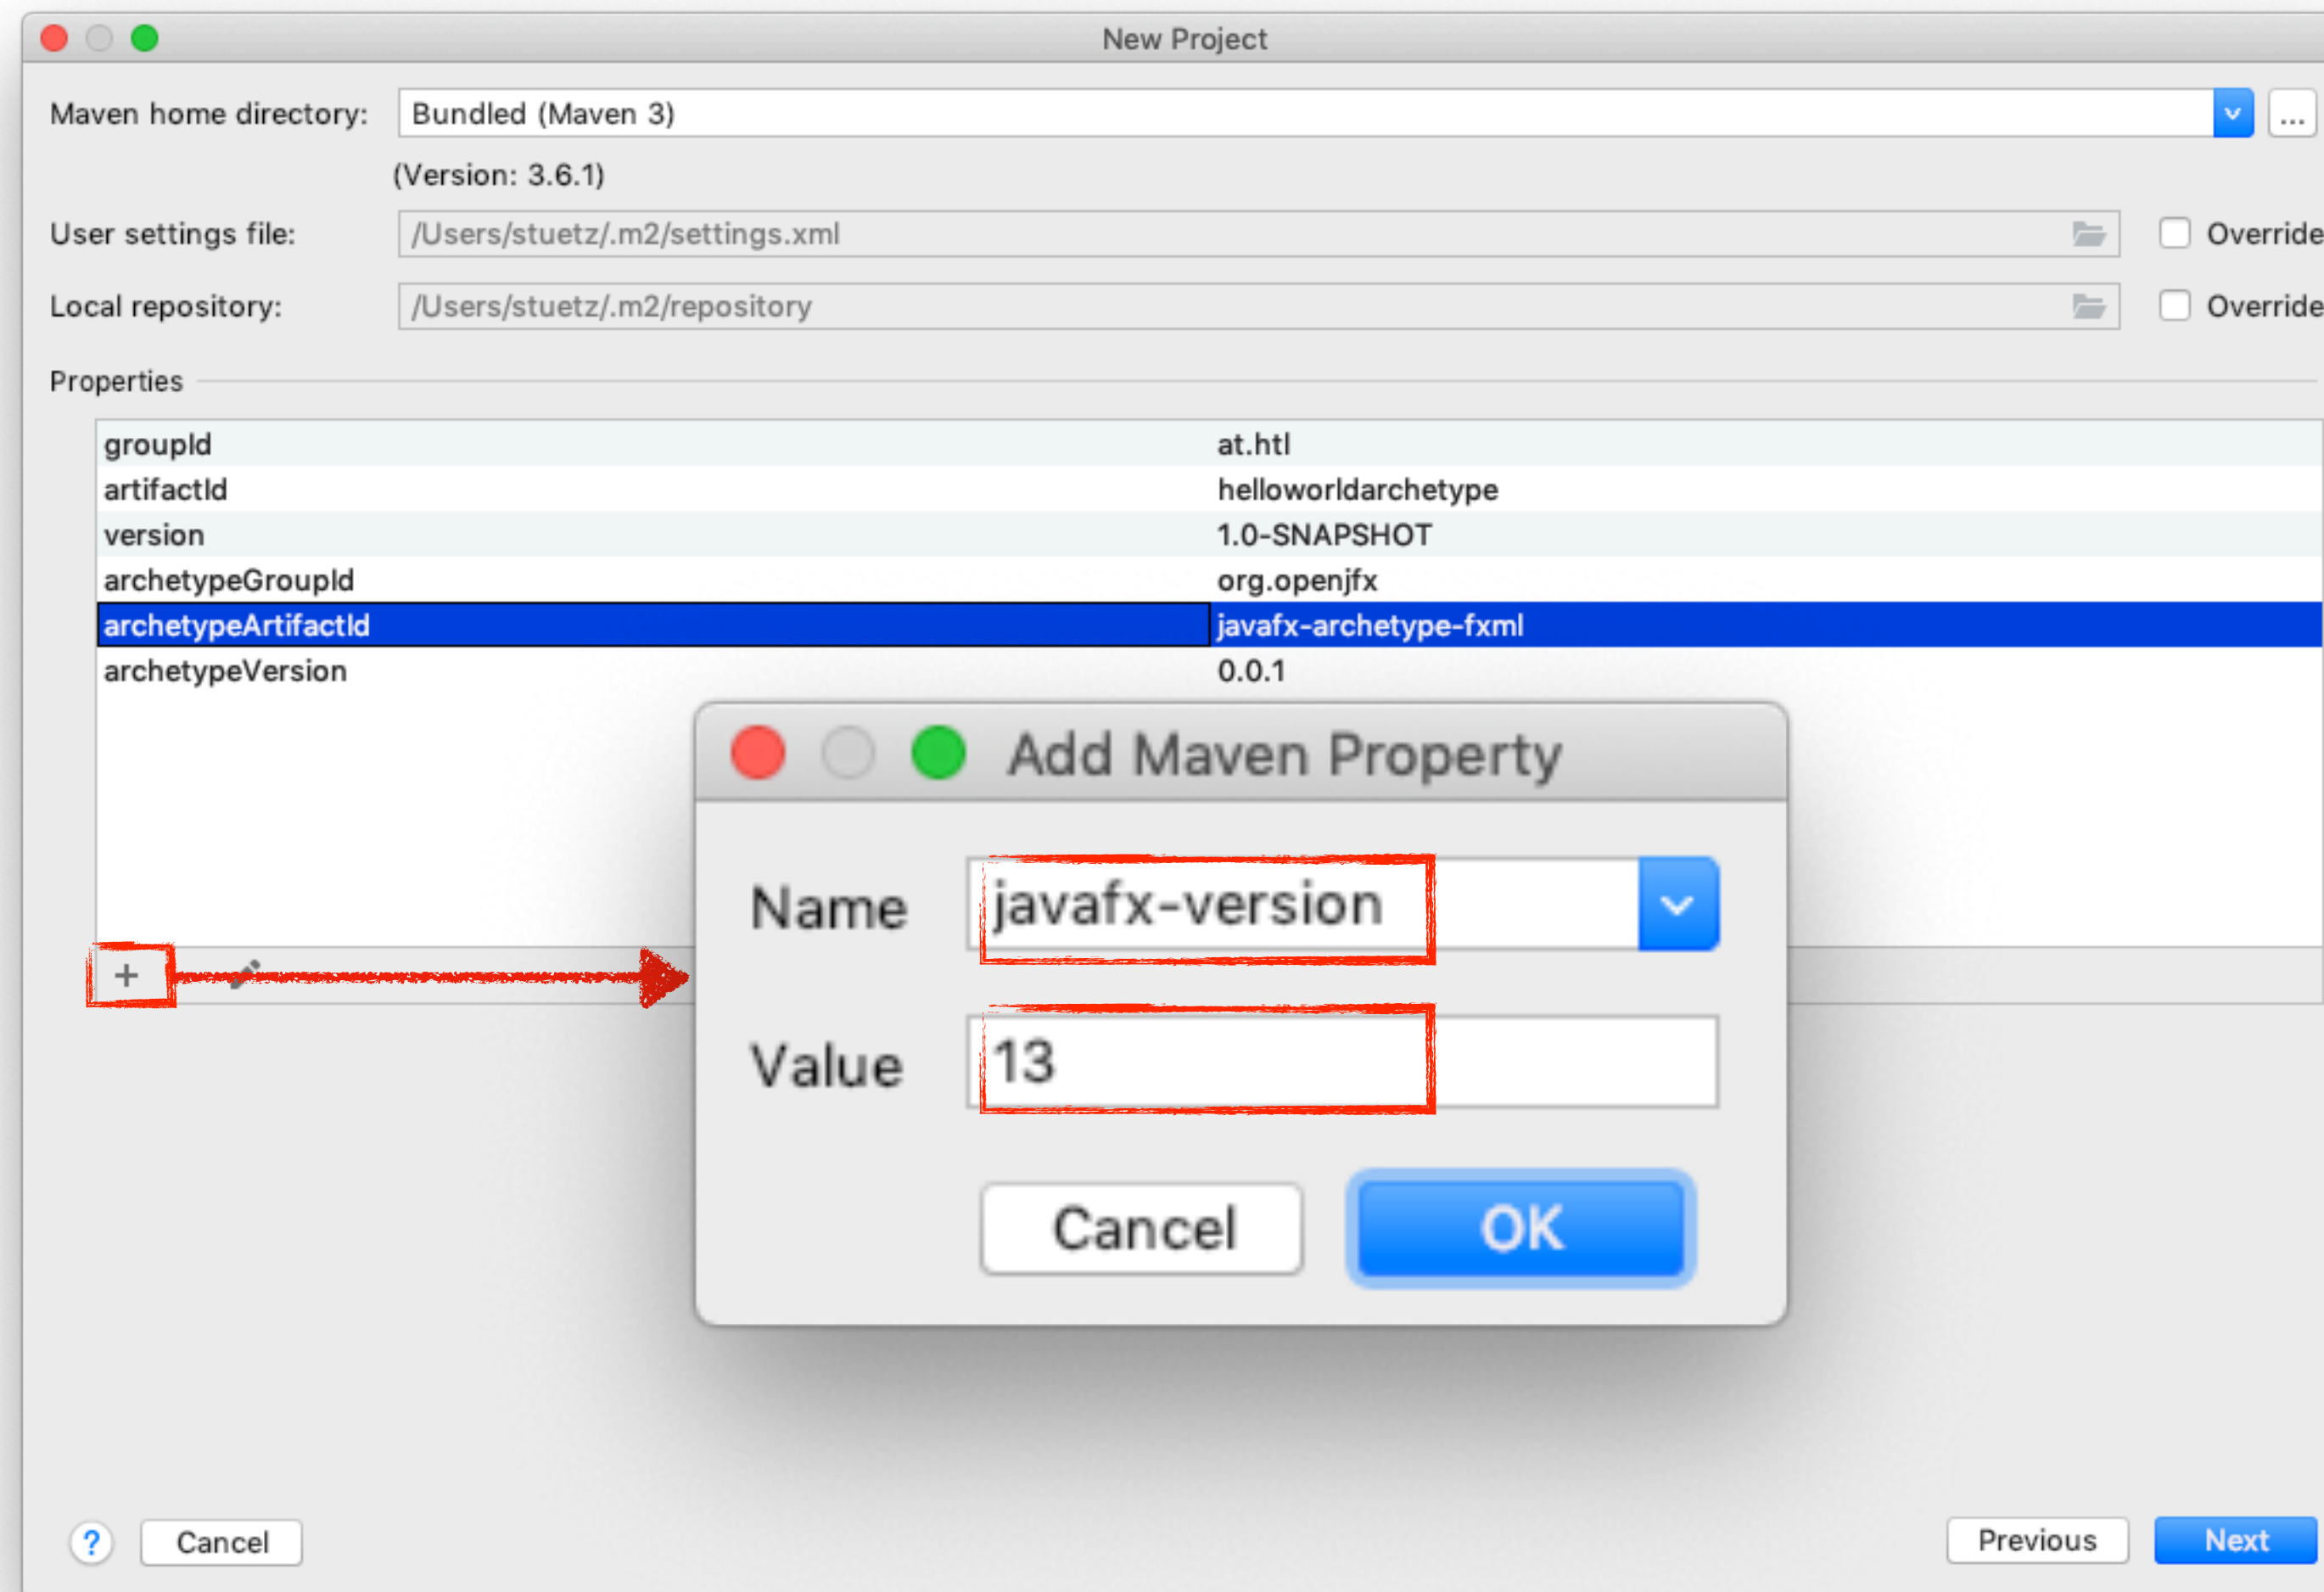 New Project
Maven home directory: Bundled (Maven 3) ...
(Version: 3.6.1)
User settings file: /Users/stuetz/.m2/settings.xml Override
Local repository: /Users/stuetz/.m2/repository Override
Properties
groupId at.htl
artifactId helloworldarchetype
version 1.0-SNAPSHOT
archetypeGroupId org.openjfx
archetypeArtifactId javafx-archetype-fxml
archetypeVersion 0.0.1
Add Maven Property
Name javafx-version
+
Value 13
Cancel OK
? Cancel Previous Next